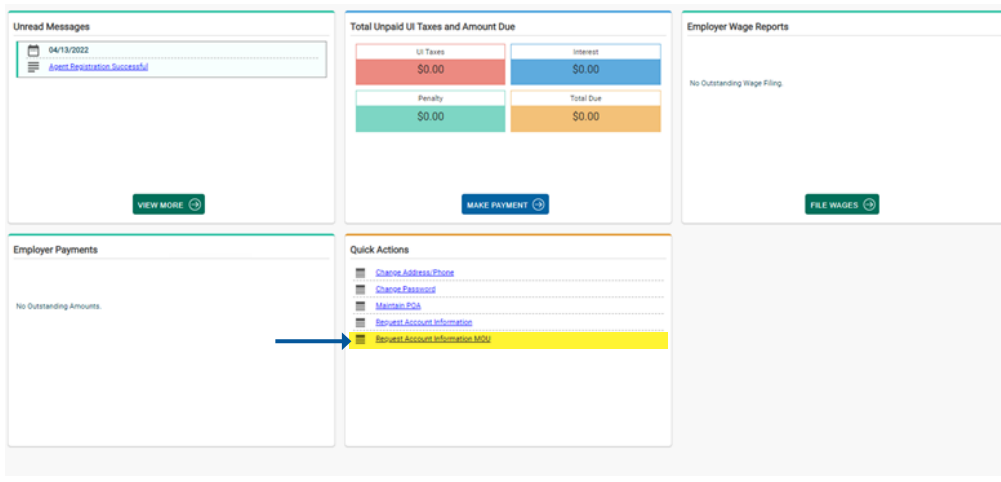 Unread Messages
04/13/2022
Agent Registration Successful
VIEW MORE
Total Unpaid UI Taxes and Amount Due
UI Taxes
$0.00
Interest
$0.00
Penalty
$0.00
Total Due
$0.00
MAKE PAYMENT
Employer Wage Reports
No Outstanding Wage Filing.
FILE WAGES
Employer Payments
No Outstanding Amounts.
Quick Actions
Change Address/Phone
Change Password
Maintain POA
Request Account Information
Request Account Information MOU